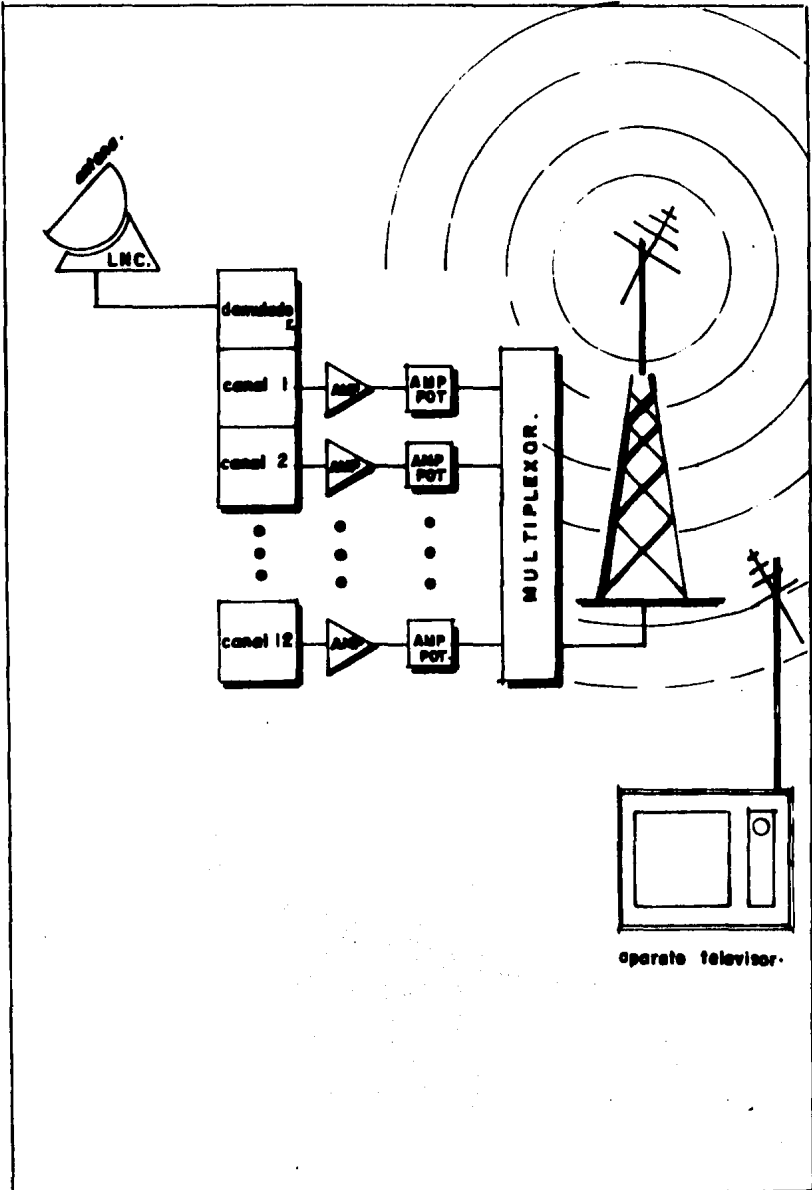 antena.
LNC.
demulado
r.
canal 1
AMP
AMP
POT
canal 2
AMP
AMP
POT
MULTIPLEXOR.
canal 12
AMP
AMP
POT
aparato televisor.